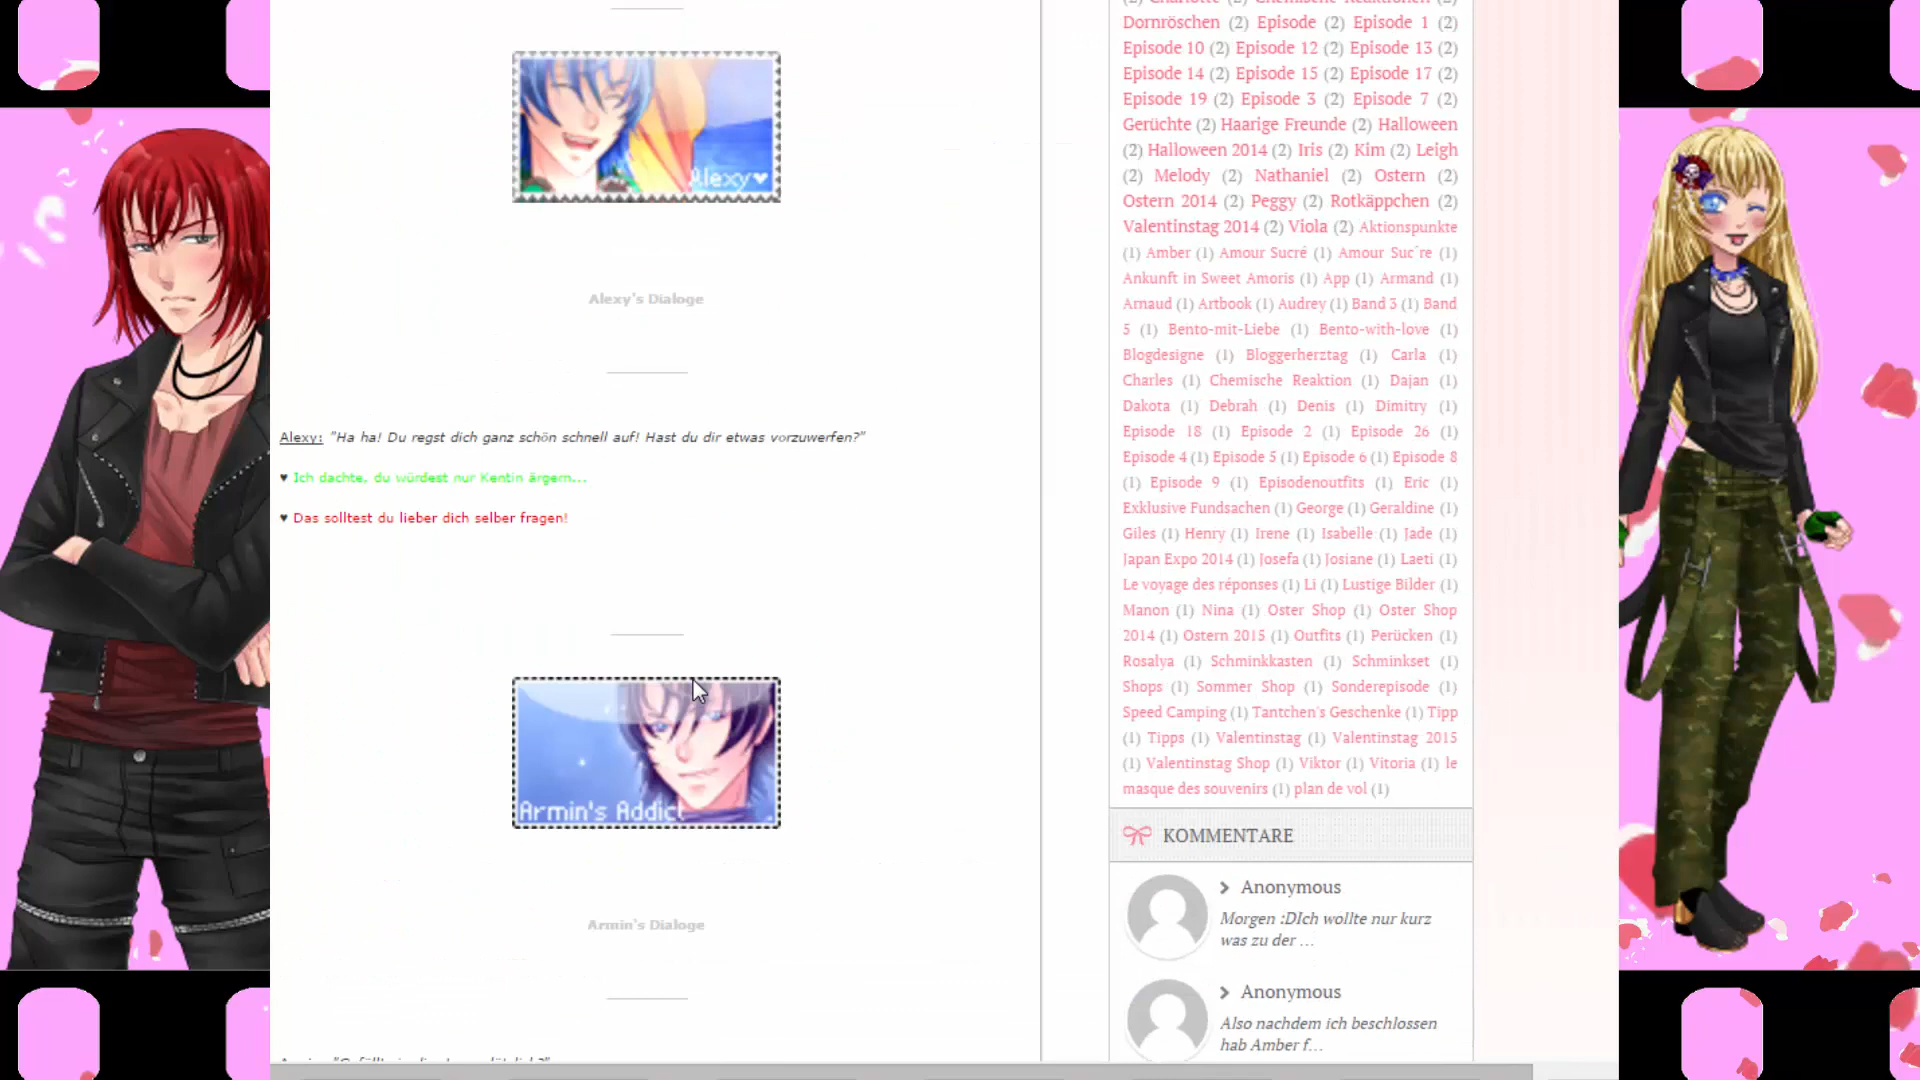 Alexy♥
Alexy's Dialoge
Alexy: "Ha ha! Du regst dich ganz schön schnell auf! Hast du dir etwas vorzuwerfen?"
♥ Ich dachte, du würdest nur Kentin ärgern...
♥ Das solltest du lieber dich selber fragen!
Armin's Addict
Armin's Dialoge
(2) Charlotte (2) Chemische Reaktionen (2)
Dornröschen (2) Episode (2) Episode 1 (2)
Episode 10 (2) Episode 12 (2) Episode 13 (2)
Episode 14 (2) Episode 15 (2) Episode 17 (2)
Episode 19 (2) Episode 3 (2) Episode 7 (2)
Gerüchte (2) Haarige Freunde (2) Halloween
(2) Halloween 2014 (2) Iris (2) Kim (2) Leigh
(2) Melody (2) Nathaniel (2) Ostern (2)
Ostern 2014 (2) Peggy (2) Rotkäppchen (2)
Valentinstag 2014 (2) Viola (2) Aktionspunkte
(1) Amber (1) Amour Sucré (1) Amour Suc´re (1)
Ankunft in Sweet Amoris (1) App (1) Armand (1)
Arnaud (1) Artbook (1) Audrey (1) Band 3 (1) Band
5 (1) Bento-mit-Liebe (1) Bento-with-love (1)
Blogdesigne (1) Bloggerherztag (1) Carla (1)
Charles (1) Chemische Reaktion (1) Dajan (1)
Dakota (1) Debrah (1) Denis (1) Dimitry (1)
Episode 18 (1) Episode 2 (1) Episode 26 (1)
Episode 4 (1) Episode 5 (1) Episode 6 (1) Episode 8
(1) Episode 9 (1) Episodenoutfits (1) Eric (1)
Exklusive Fundsachen (1) George (1) Geraldine (1)
Giles (1) Henry (1) Irene (1) Isabelle (1) Jade (1)
Japan Expo 2014 (1) Josefa (1) Josiane (1) Laeti (1)
Le voyage des réponses (1) Li (1) Lustige Bilder (1)
Manon (1) Nina (1) Oster Shop (1) Oster Shop
2014 (1) Ostern 2015 (1) Outfits (1) Perücken (1)
Rosalya (1) Schminkkasten (1) Schminkset (1)
Shops (1) Sommer Shop (1) Sonderepisode (1)
Speed Camping (1) Tantchen's Geschenke (1) Tipp
(1) Tipps (1) Valentinstag (1) Valentinstag 2015
(1) Valentinstag Shop (1) Viktor (1) Vitoria (1) le
masque des souvenirs (1) plan de vol (1)
KOMMENTARE
Anonymous
Morgen :DIch wollte nur kurz
was zu der ...
Anonymous
Also nachdem ich beschlossen
hab Amber f...